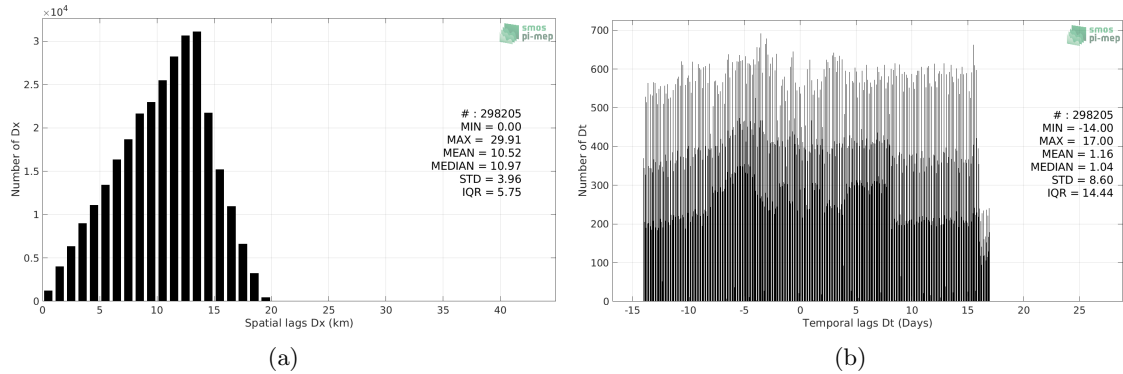 ×10⁴
3
2.5
2
1.5
1
0.5
0
Number of Dx
0 5 10 15 20 25 30 35 40
Spatial lags Dx (km)
smos
pi-mep
# : 298205
MIN = 0.00
MAX = 29.91
MEAN = 10.52
MEDIAN = 10.97
STD = 3.96
IQR = 5.75
(a)
700
600
500
400
300
200
100
0
Number of Dt
-15 -10 -5 0 5 10 15 20 25
Temporal lags Dt (Days)
smos
pi-mep
# : 298205
MIN = -14.00
MAX = 17.00
MEAN = 1.16
MEDIAN = 1.04
STD = 8.60
IQR = 14.44
(b)